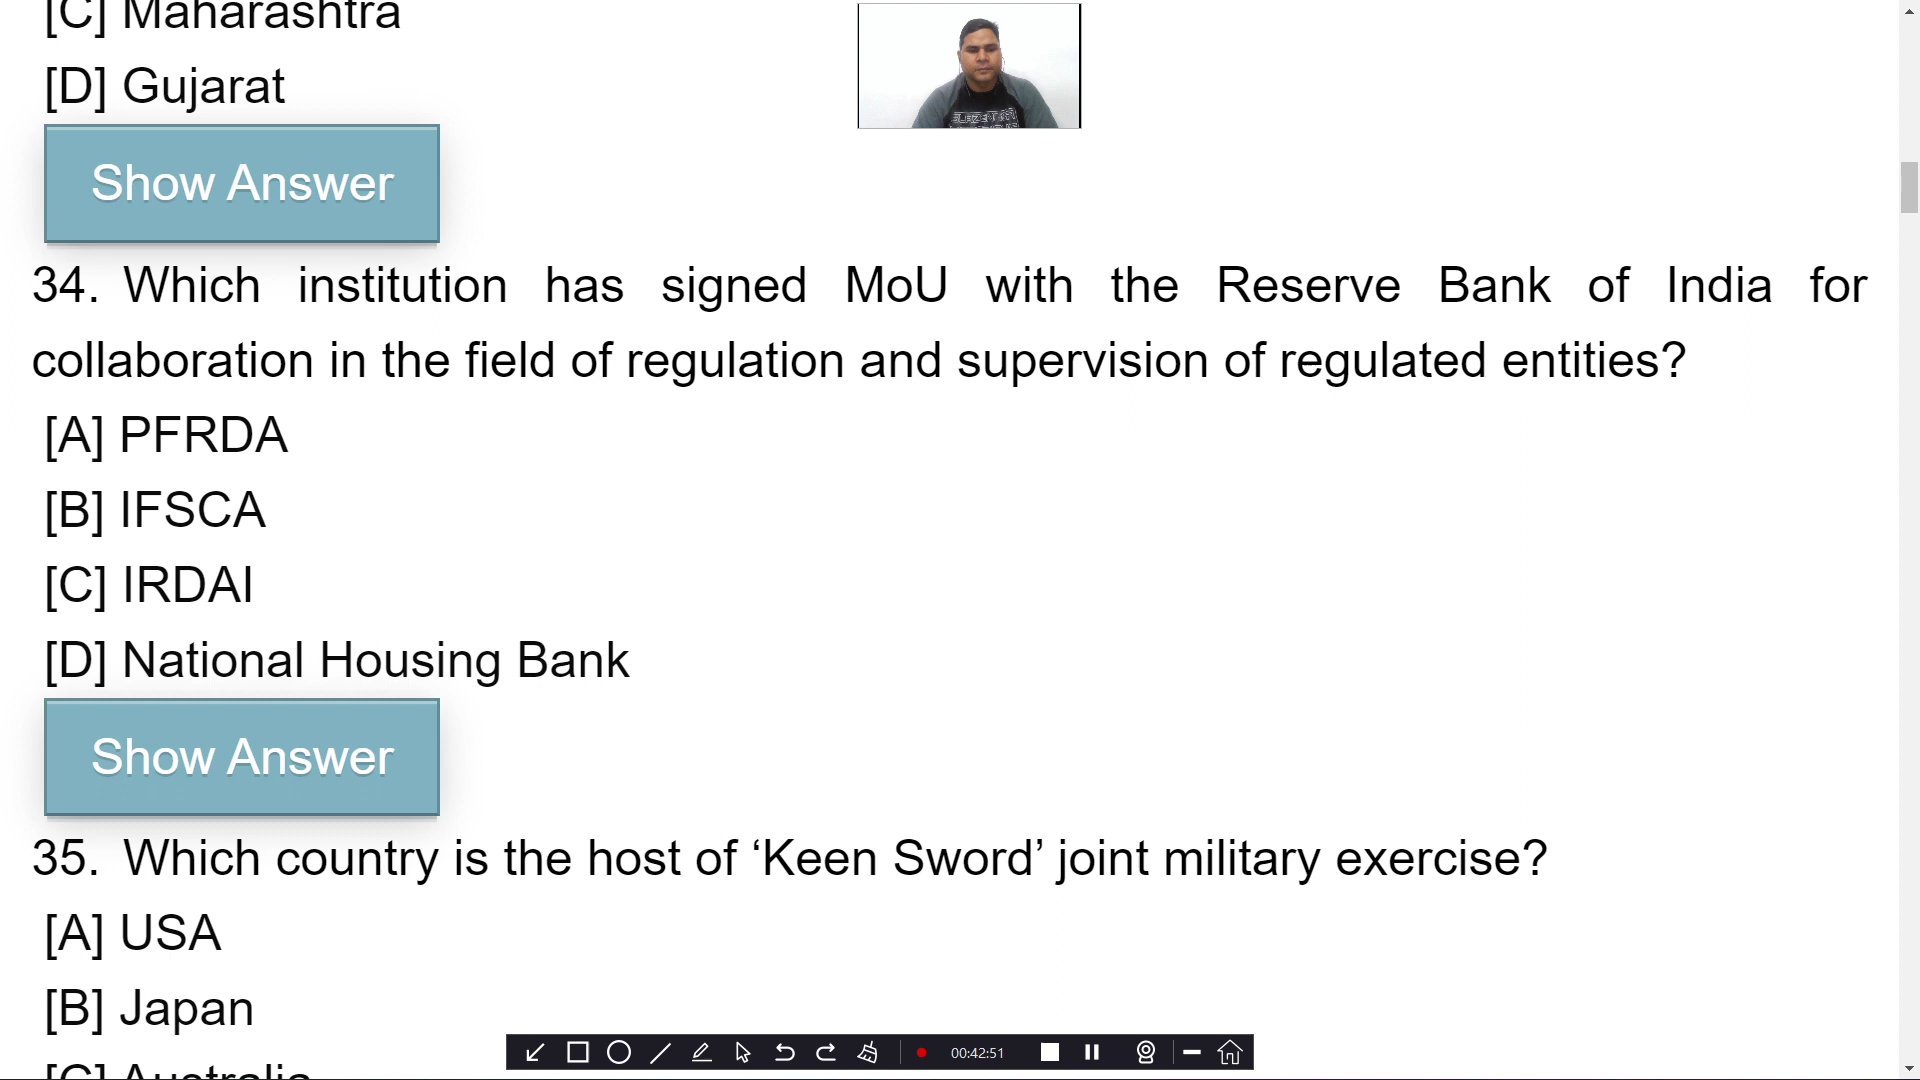 [C] Maharashtra
[D] Gujarat
Show Answer
34. Which institution has signed MoU with the Reserve Bank of India for
collaboration in the field of regulation and supervision of regulated entities?
[A] PFRDA
[B] IFSCA
[C] IRDAI
[D] National Housing Bank
Show Answer
35. Which country is the host of ‘Keen Sword’ joint military exercise?
[A] USA
[B] Japan
[C] Australia
00:42:51